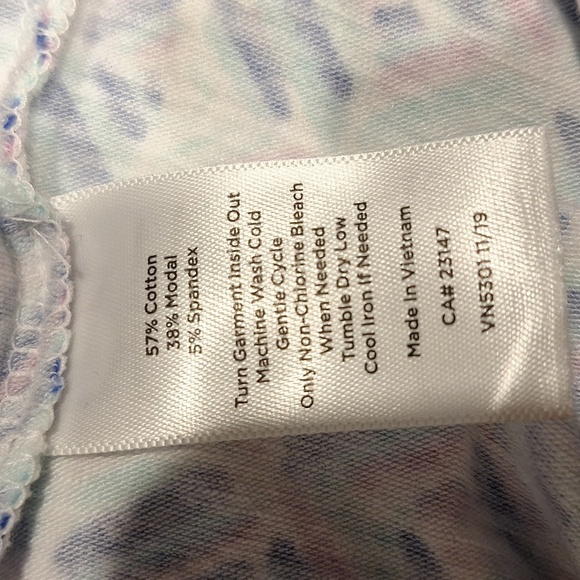 57% Cotton
38% Modal
5% Spandex
Turn Garment Inside Out
Machine Wash Cold
Gentle Cycle
Only Non-Chlorine Bleach
When Needed
Tumble Dry Low
Cool Iron If Needed
Made In Vietnam
CA# 23147
VN5301 11/19